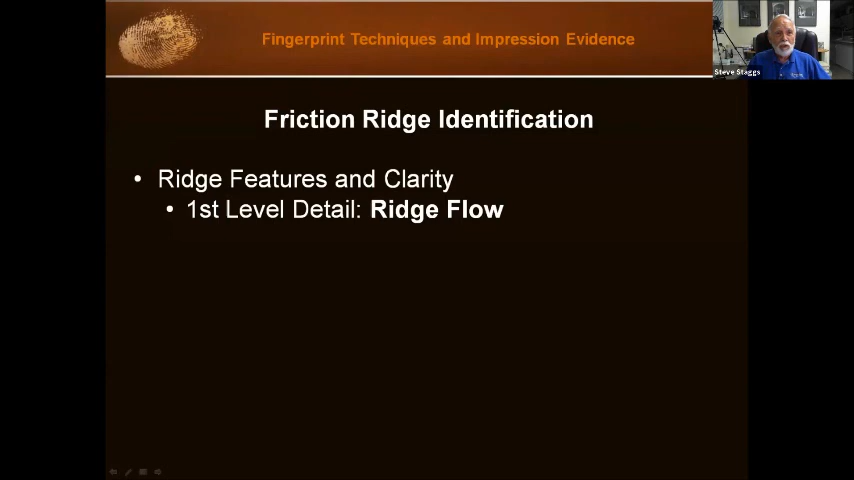 Fingerprint Techniques and Impression Evidence
Steve Staggs
Friction Ridge Identification
• Ridge Features and Clarity
• 1st Level Detail: Ridge Flow